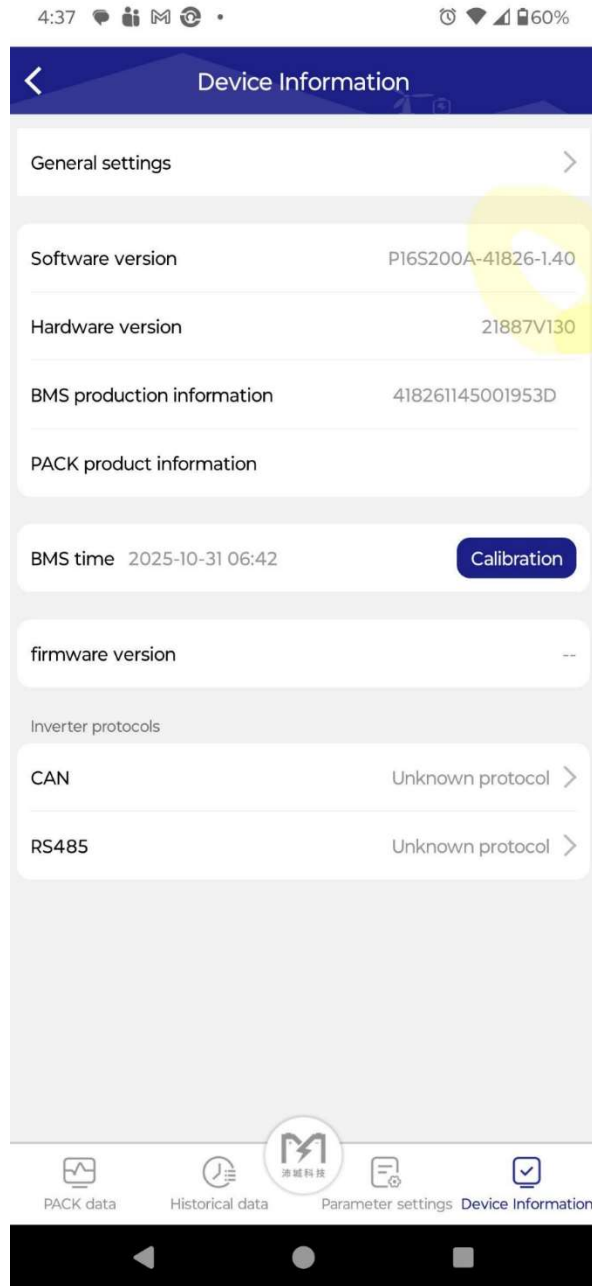 4:37
60%
Device Information
General settings
Software version P16S200A-41826-1.40
Hardware version 21887V130
BMS production information 418261145001953D
PACK product information
BMS time 2025-10-31 06:42 Calibration
firmware version --
Inverter protocols
CAN Unknown protocol
RS485 Unknown protocol
沛城科技
PACK data Historical data Parameter settings Device Information